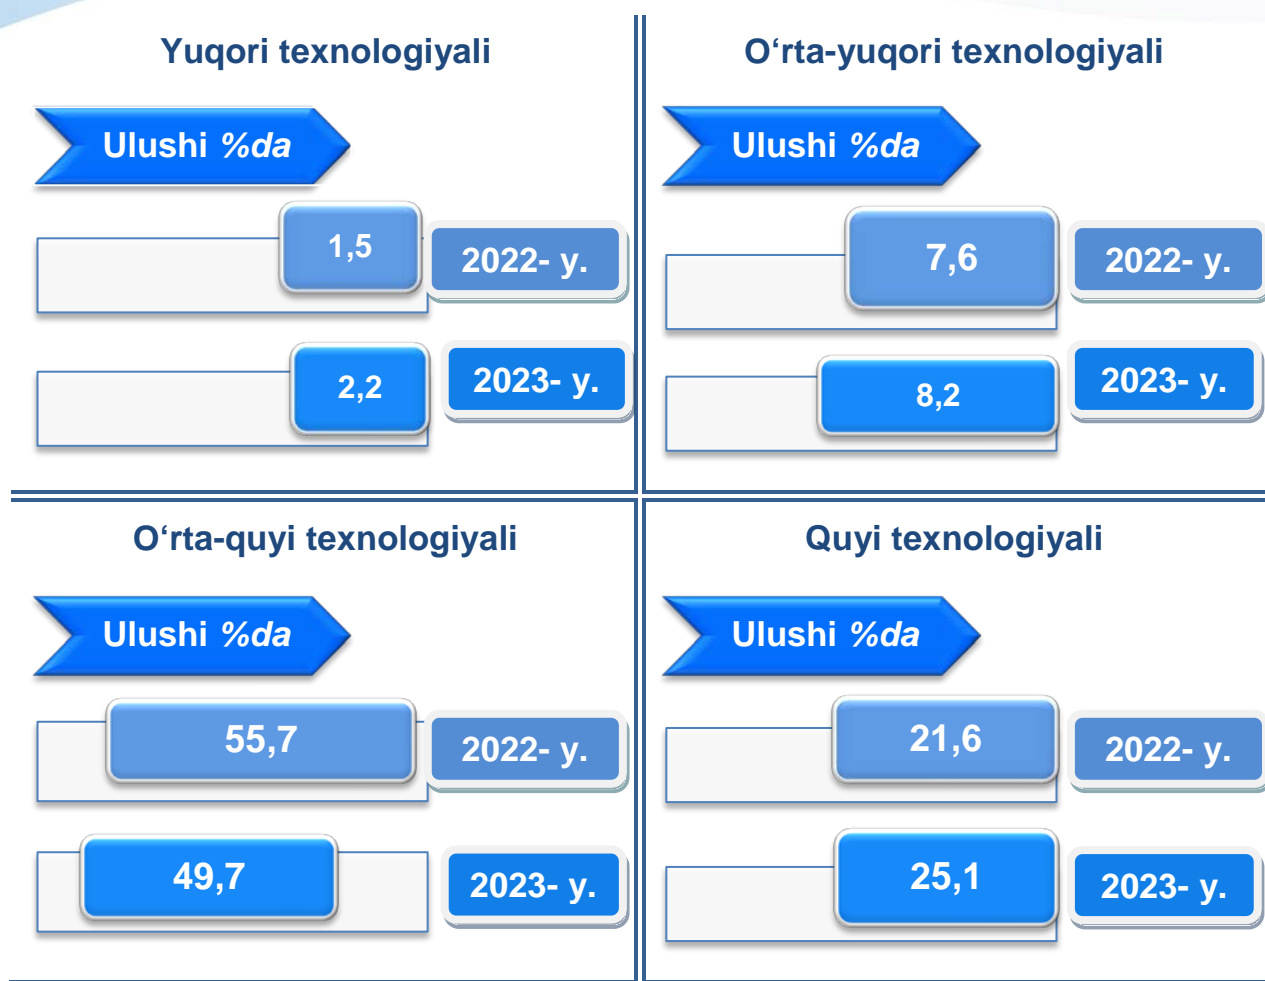 Yuqori texnologiyali
Ulushi %da
1,5
2022- y.
2,2
2023- y.
O‘rta-yuqori texnologiyali
Ulushi %da
7,6
2022- y.
8,2
2023- y.
O‘rta-quyi texnologiyali
Ulushi %da
55,7
2022- y.
49,7
2023- y.
Quyi texnologiyali
Ulushi %da
21,6
2022- y.
25,1
2023- y.